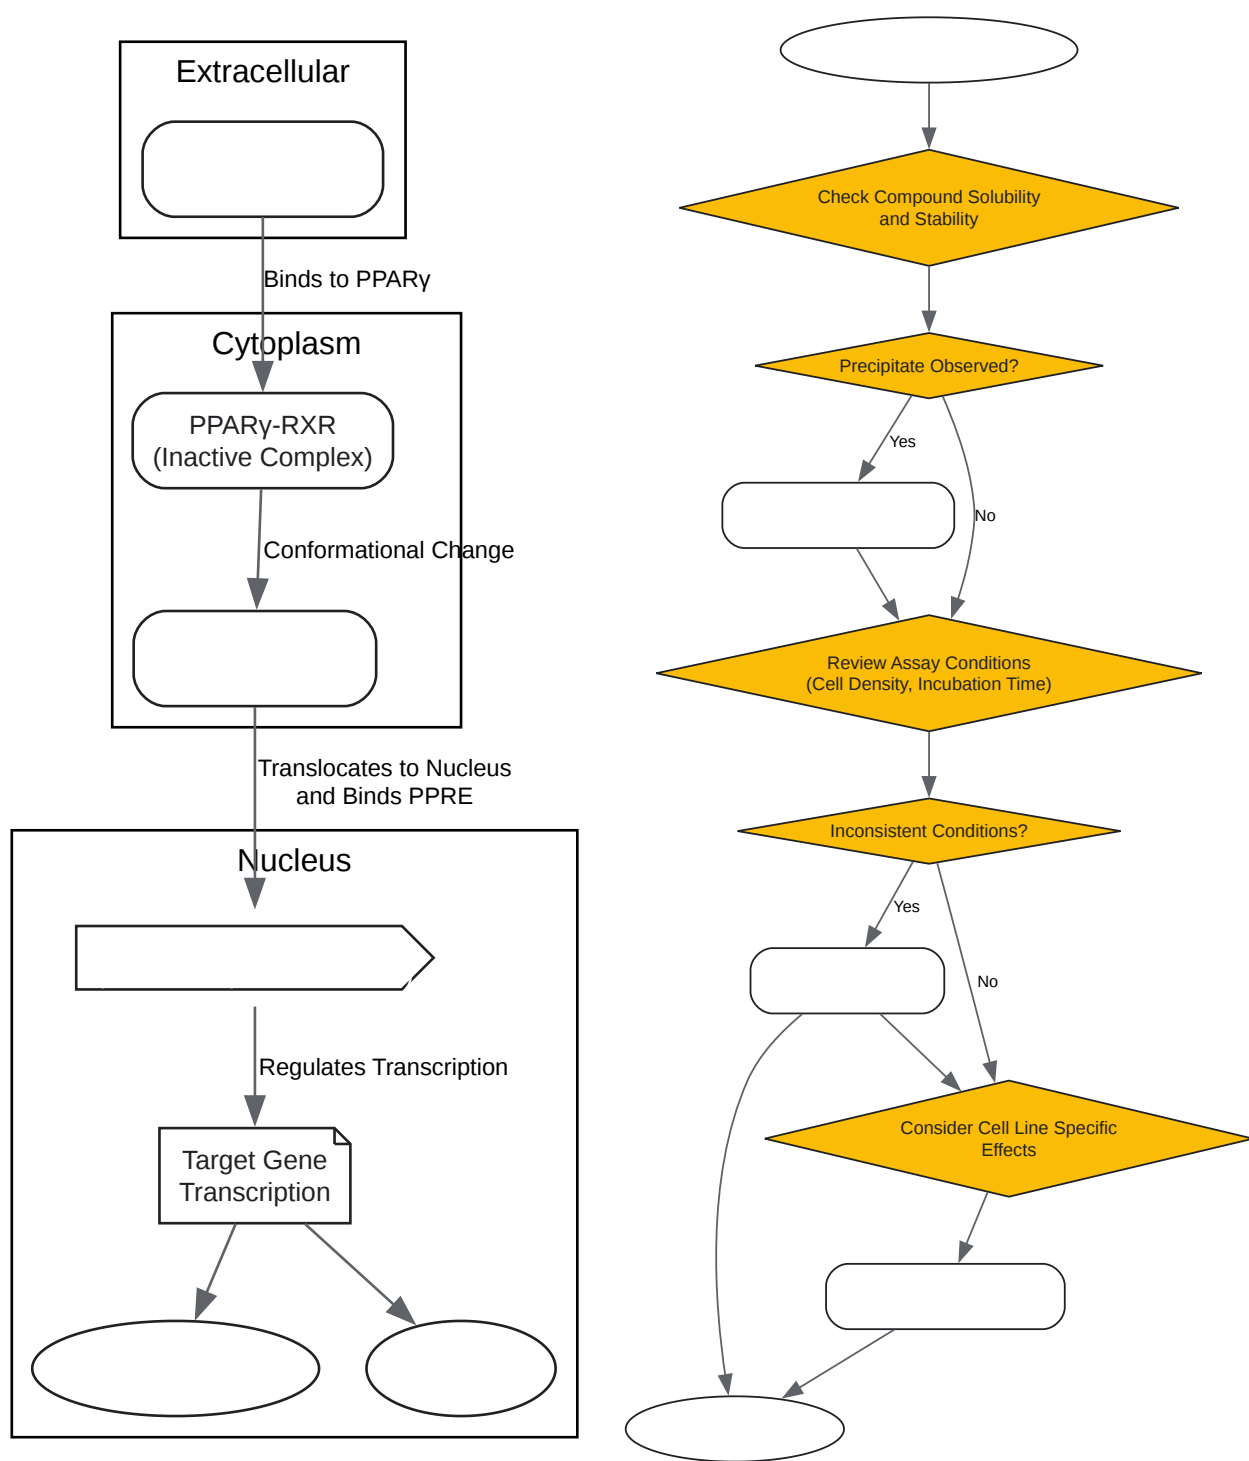 Extracellular
Binds to PPARγ
Cytoplasm
PPARγ-RXR
(Inactive Complex)
Conformational Change
Translocates to Nucleus
and Binds PPRE
Nucleus
Regulates Transcription
Target Gene
Transcription
Check Compound Solubility
and Stability
Precipitate Observed?
Yes
No
Review Assay Conditions
(Cell Density, Incubation Time)
Inconsistent Conditions?
Yes
No
Consider Cell Line Specific
Effects